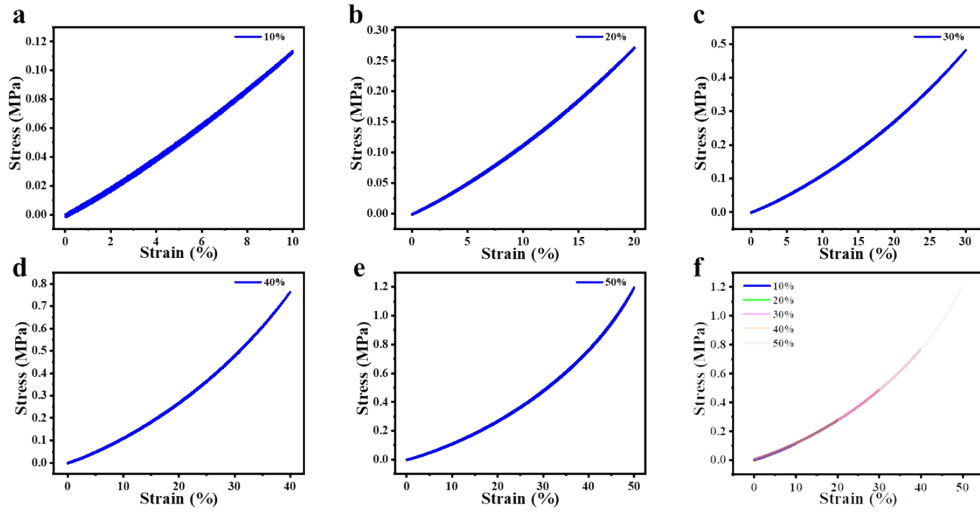 a
10%
0.12
0.10
0.08
0.06
0.04
0.02
0.00
Stress (MPa)
0 2 4 6 8 10
Strain (%)
b
20%
0.30
0.25
0.20
0.15
0.10
0.05
0.00
Stress (MPa)
0 5 10 15 20
Strain (%)
c
30%
0.5
0.4
0.3
0.2
0.1
0.0
Stress (MPa)
0 5 10 15 20 25 30
Strain (%)
d
40%
0.8
0.7
0.6
0.5
0.4
0.3
0.2
0.1
0.0
Stress (MPa)
0 10 20 30 40
Strain (%)
e
50%
1.2
1.0
0.8
0.6
0.4
0.2
0.0
Stress (MPa)
0 10 20 30 40 50
Strain (%)
f
10%
20%
30%
40%
50%
1.2
1.0
0.8
0.6
0.4
0.2
0.0
Stress (MPa)
0 10 20 30 40 50
Strain (%)